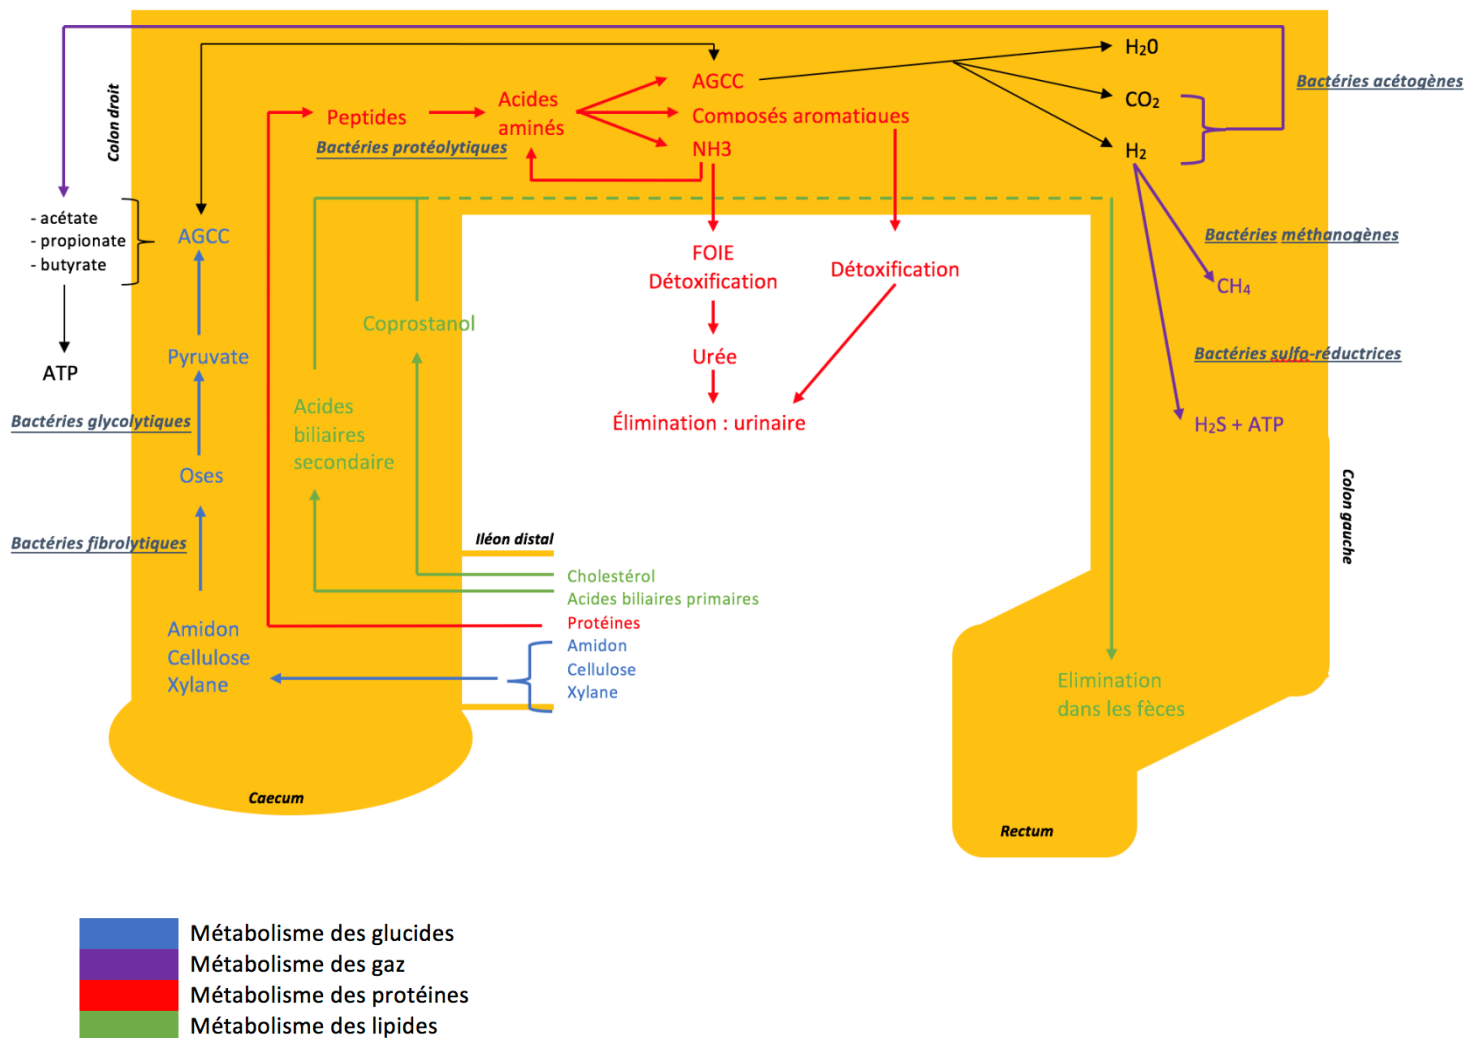 H₂0
AGCC
Bactéries acétogènes
Acides
aminés
CO₂
Peptides
Composés aromatiques
Colon droit
Bactéries protéolytiques
NH3
H₂
- acétate
- propionate
- butyrate
AGCC
Bactéries méthanogènes
FOIE
Détoxification
Détoxification
CH₄
Coprostanol
Pyruvate
Urée
Bactéries sulfo-réductrices
ATP
Acides
biliaires
secondaire
Bactéries glycolytiques
Élimination : urinaire
H₂S + ATP
Oses
Colon gauche
Bactéries fibrolytiques
Iléon distal
Cholestérol
Acides biliaires primaires
Protéines
Amidon
Cellulose
Xylane
Amidon
Cellulose
Xylane
Elimination
dans les fèces
Caecum
Rectum
Métabolisme des glucides
Métabolisme des gaz
Métabolisme des protéines
Métabolisme des lipides